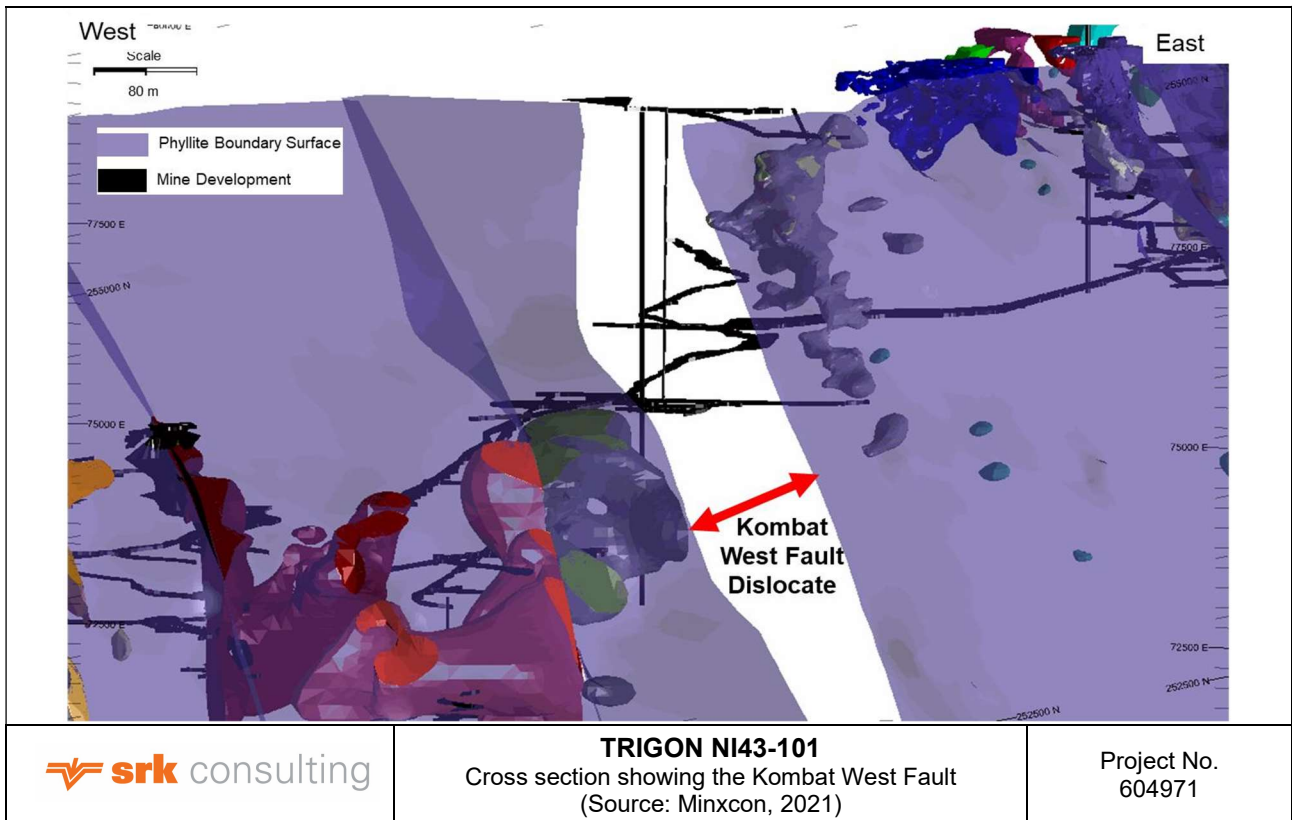 West
East
Scale
80 m
255000 N
Phyllite Boundary Surface
Mine Development
77500 E
77500 E
255000 N
75000 E
75000 E
Kombat
West Fault
Dislocate
72500 E
252500 N
252500 N
srk consulting
TRIGON NI43-101
Cross section showing the Kombat West Fault
(Source: Minxcon, 2021)
Project No.
604971